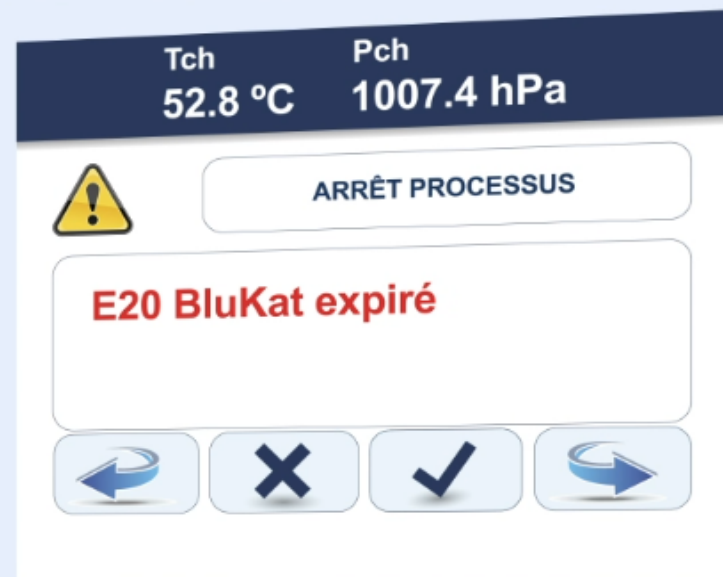 Tch Pch
52.8 ºC 1007.4 hPa
ARRÊT PROCESSUS
E20 BluKat expiré